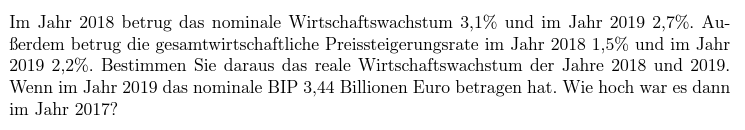 Im Jahr 2018 betrug das nominale Wirtschaftswachstum 3,1% und im Jahr 2019 2,7%. Au-
ßerdem betrug die gesamtwirtschaftliche Preissteigerungsrate im Jahr 2018 1,5% und im Jahr
2019 2,2%. Bestimmen Sie daraus das reale Wirtschaftswachstum der Jahre 2018 und 2019.
Wenn im Jahr 2019 das nominale BIP 3,44 Billionen Euro betragen hat. Wie hoch war es dann
im Jahr 2017?